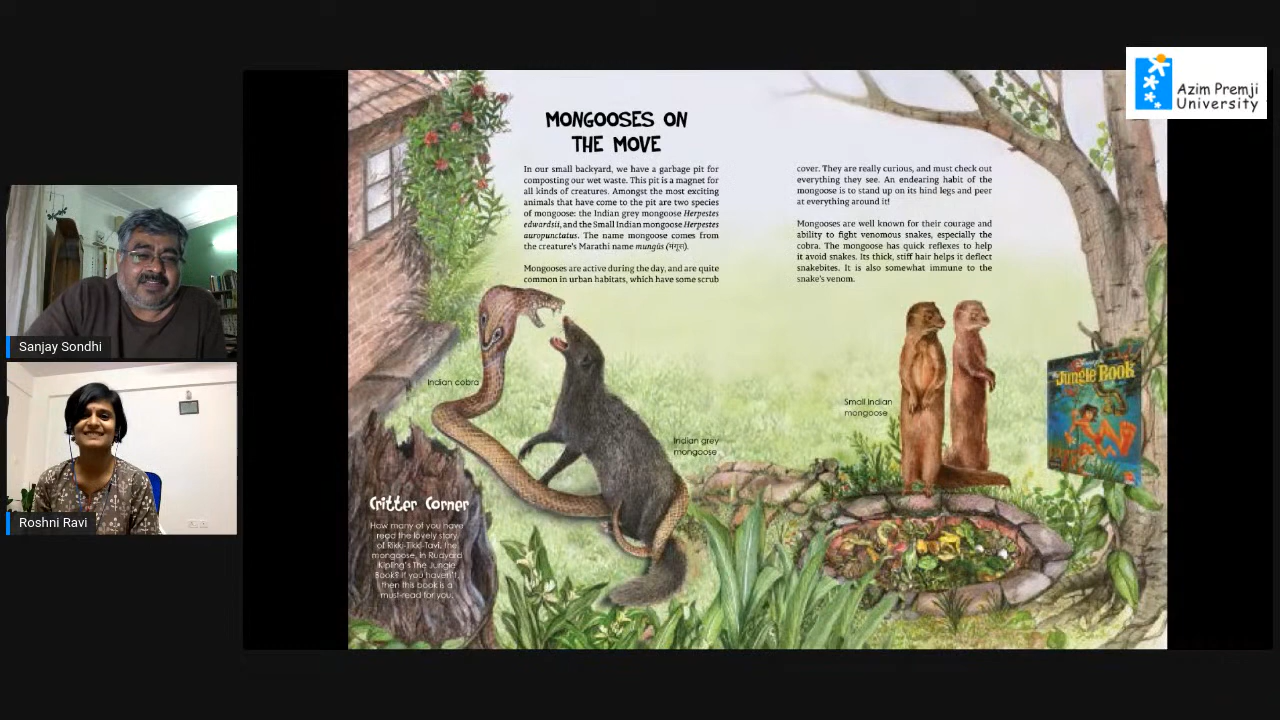 Azim Premji
University
MONGOOSES ON
THE MOVE
In our small backyard, we have a garbage pit for
composting our wet waste. This pit is a magnet for
all kinds of creatures. Amongst the most exciting
animals that have come to the pit are two species
of mongoose: the Indian grey mongoose Herpestes
edwardsii, and the Small Indian mongoose Herpestes
auropunctatus. The name mongoose comes from
the creature's Marathi name mungūs (मंगूस).
Mongooses are active during the day, and are quite
common in urban habitats, which have some scrub
cover. They are really curious, and must check out
everything they see. An endearing habit of the
mongoose is to stand up on its hind legs and peer
at everything around it!
Mongooses are well known for their courage and
ability to fight venomous snakes, especially the
cobra. The mongoose has quick reflexes to help
it avoid snakes. Its thick, stiff hair helps it deflect
snakebites. It is also somewhat immune to the
snake's venom.
Indian cobra
Indian grey
mongoose
Small Indian
mongoose
Jungle Book
Critter Corner
How many of you have
read the lovely story
of Rikki-Tikki-Tavi, the
mongoose, in Rudyard
Kipling's The Jungle
Book? If you haven't,
then this book is a
must-read for you.
Sanjay Sondhi
Roshni Ravi